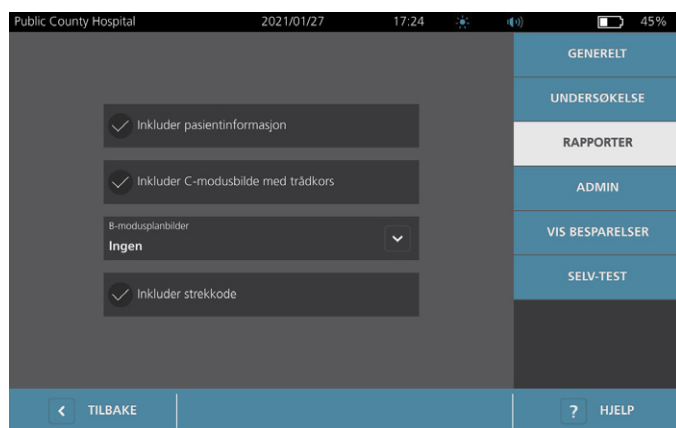 Public County Hospital 2021/01/27 17:24 45%
GENERELT
UNDERSØKELSE
RAPPORTER
ADMIN
VIS BESPARELSER
SELV-TEST
Inkluder pasientinformasjon
Inkluder C-modusbilde med trådkors
B-modusplanbilder
Ingen
Inkluder strekkode
TILBAKE
? HJELP